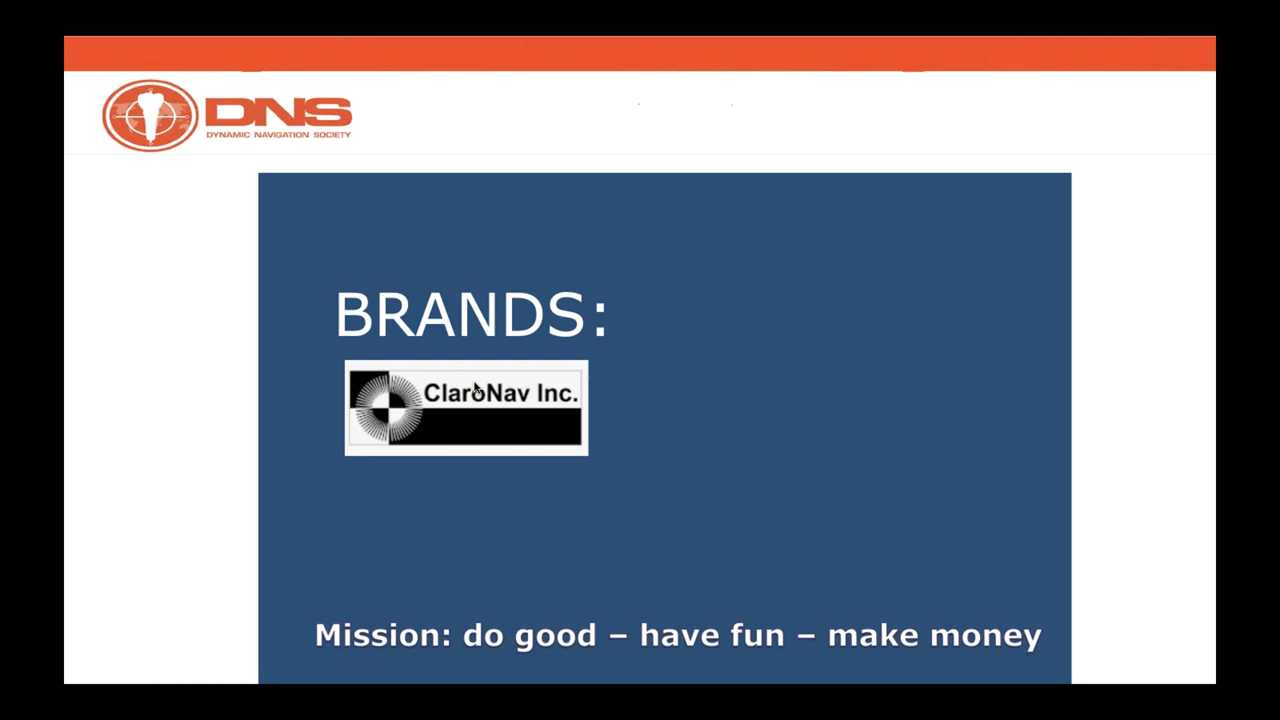 DNS
DYNAMIC NAVIGATION SOCIETY
BRANDS:
ClaroNav Inc.
Mission: do good – have fun – make money